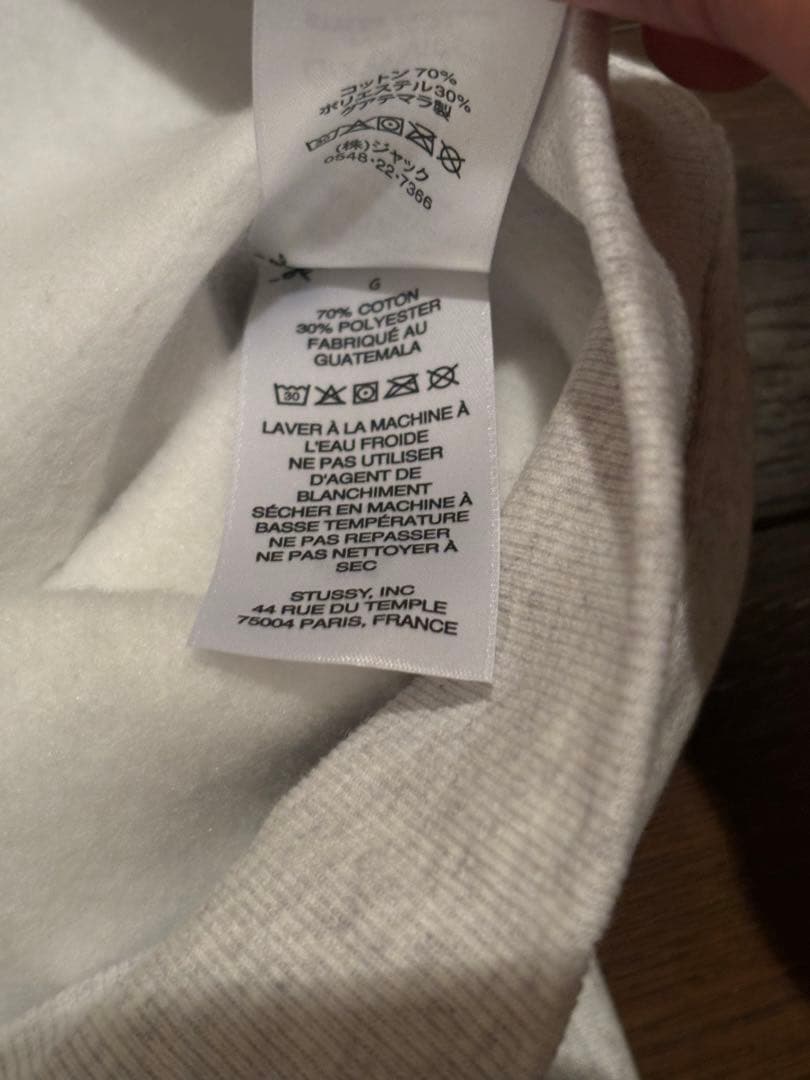 コットン 70%
ポリエステル30%
グアテマラ製
30
(株)ジャック
0548・22・7366
G
70% COTON
30% POLYESTER
FABRIQUÉ AU
GUATEMALA
30
LAVER À LA MACHINE À
L'EAU FROIDE
NE PAS UTILISER
D'AGENT DE
BLANCHIMENT
SÉCHER EN MACHINE À
BASSE TEMPÉRATURE
NE PAS REPASSER
NE PAS NETTOYER À
SEC
STUSSY, INC
44 RUE DU TEMPLE
75004 PARIS, FRANCE